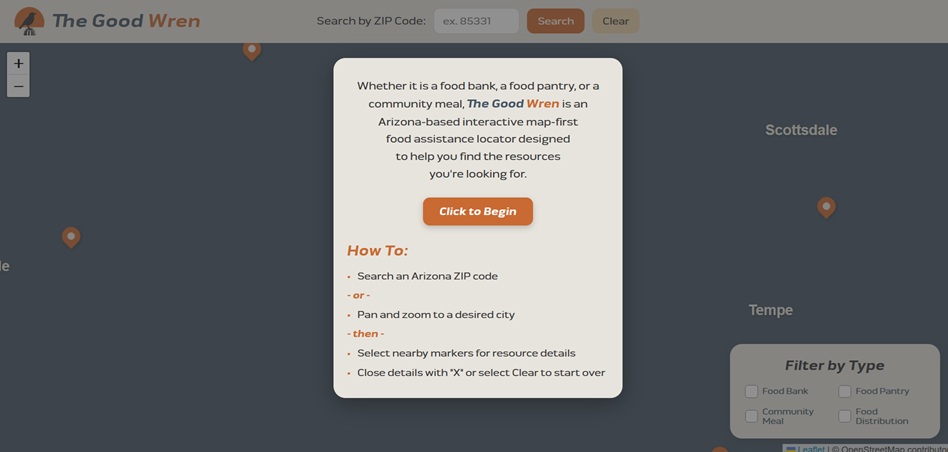 The Good Wren
Search by ZIP Code:
ex. 85331
Search
Clear
+
−
Whether it is a food bank, a food pantry, or a
community meal, The Good Wren is an
Arizona-based interactive map-first
food assistance locator designed
to help you find the resources
you're looking for.
Click to Begin
How To:
• Search an Arizona ZIP code
- or -
• Pan and zoom to a desired city
- then -
• Select nearby markers for resource details
• Close details with "X" or select Clear to start over
Scottsdale
le
Tempe
Filter by Type
Food Bank
Food Pantry
Community
Meal
Food
Distribution
Leaflet | © OpenStreetMap contributo